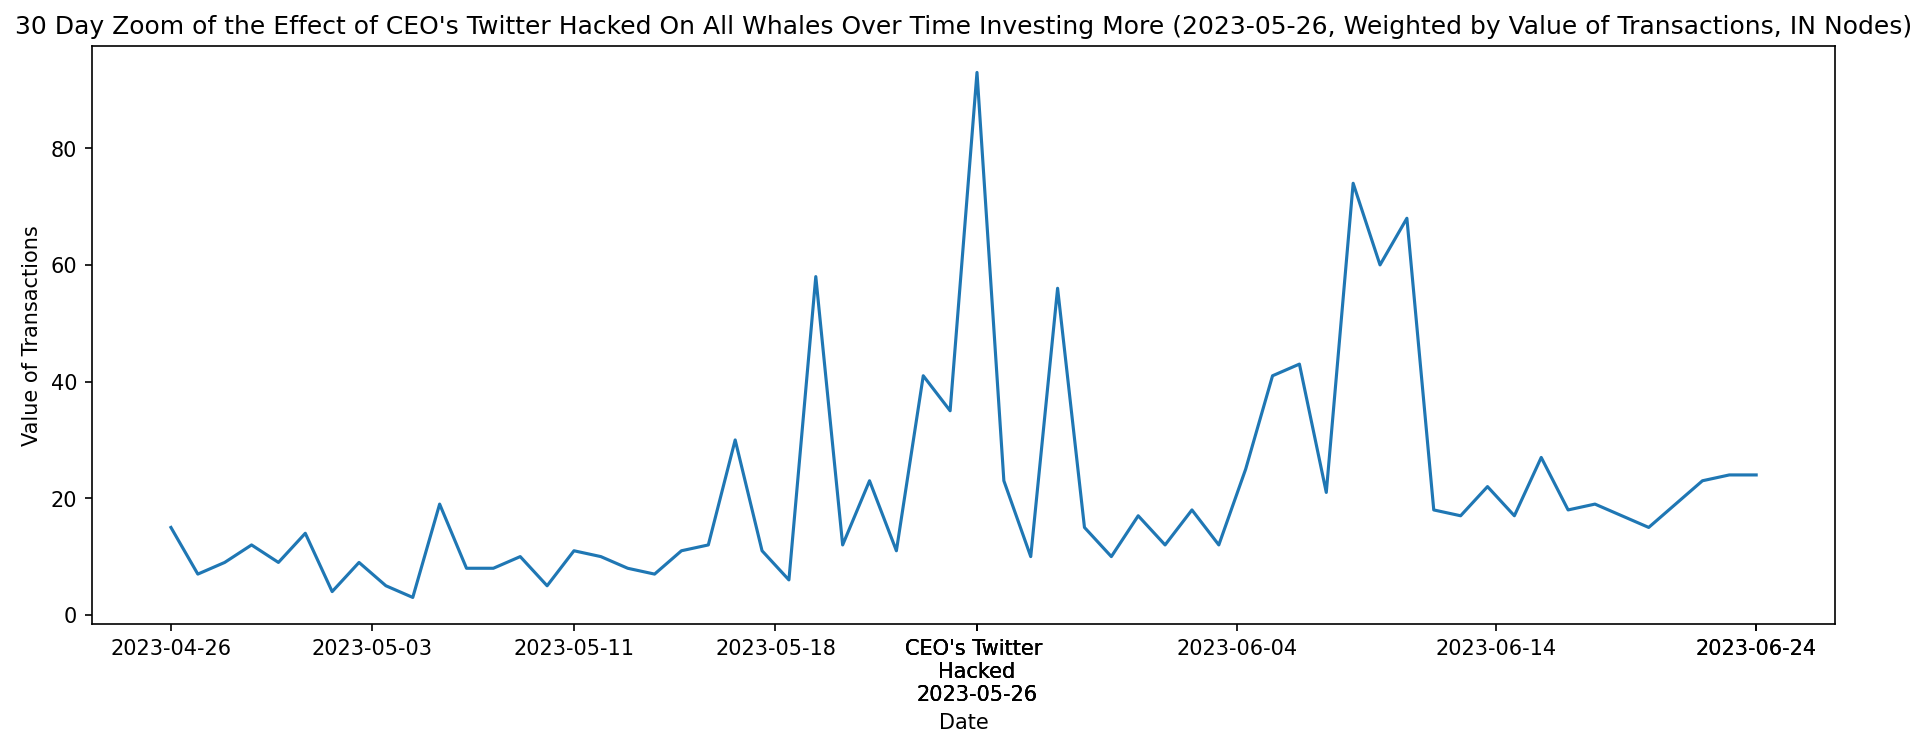 30 Day Zoom of the Effect of CEO's Twitter Hacked On All Whales Over Time Investing More (2023-05-26, Weighted by Value of Transactions, IN Nodes)
Value of Transactions
80
60
40
20
0
2023-04-26
2023-05-03
2023-05-11
2023-05-18
CEO's Twitter
Hacked
2023-05-26
2023-06-04
2023-06-14
2023-06-24
Date